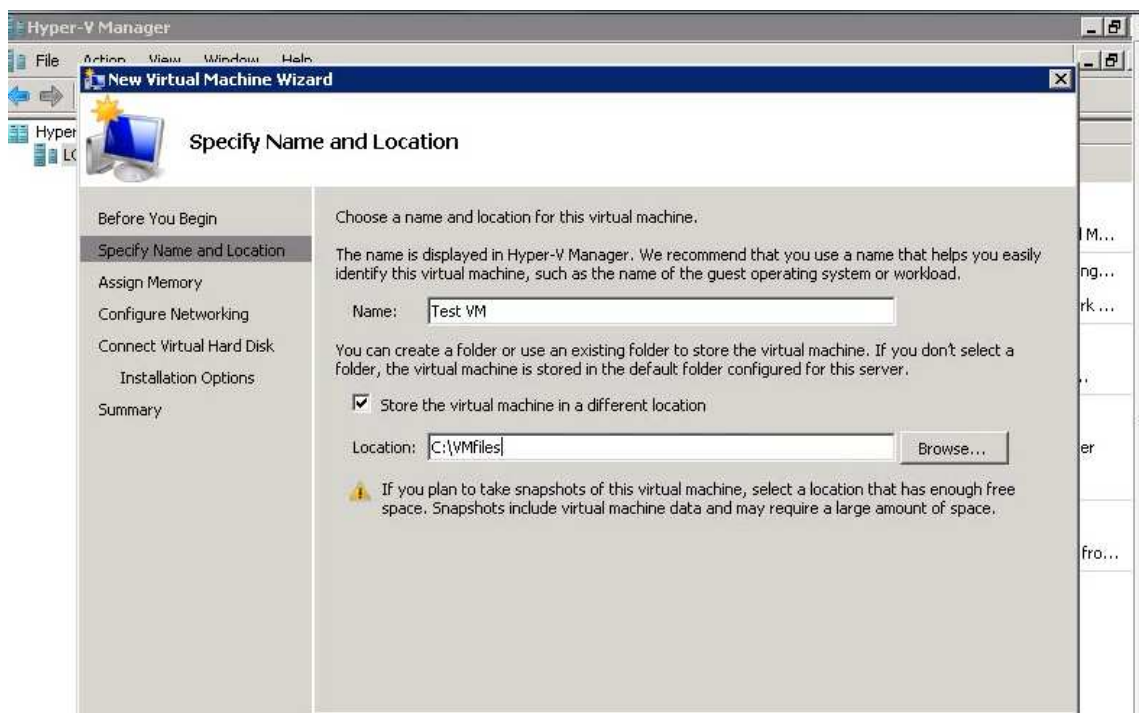 Hyper-V Manager
File Action View Window Help
New Virtual Machine Wizard
Hyper
Specify Name and Location
Before You Begin
Specify Name and Location
Assign Memory
Configure Networking
Connect Virtual Hard Disk
Installation Options
Summary
Choose a name and location for this virtual machine.
The name is displayed in Hyper-V Manager. We recommend that you use a name that helps you easily
identify this virtual machine, such as the name of the guest operating system or workload.
Name: Test VM
You can create a folder or use an existing folder to store the virtual machine. If you don't select a
folder, the virtual machine is stored in the default folder configured for this server.
Store the virtual machine in a different location
Location: C:\VMfiles Browse...
If you plan to take snapshots of this virtual machine, select a location that has enough free
space. Snapshots include virtual machine data and may require a large amount of space.
M...
ng...
rk ...
er
fro...